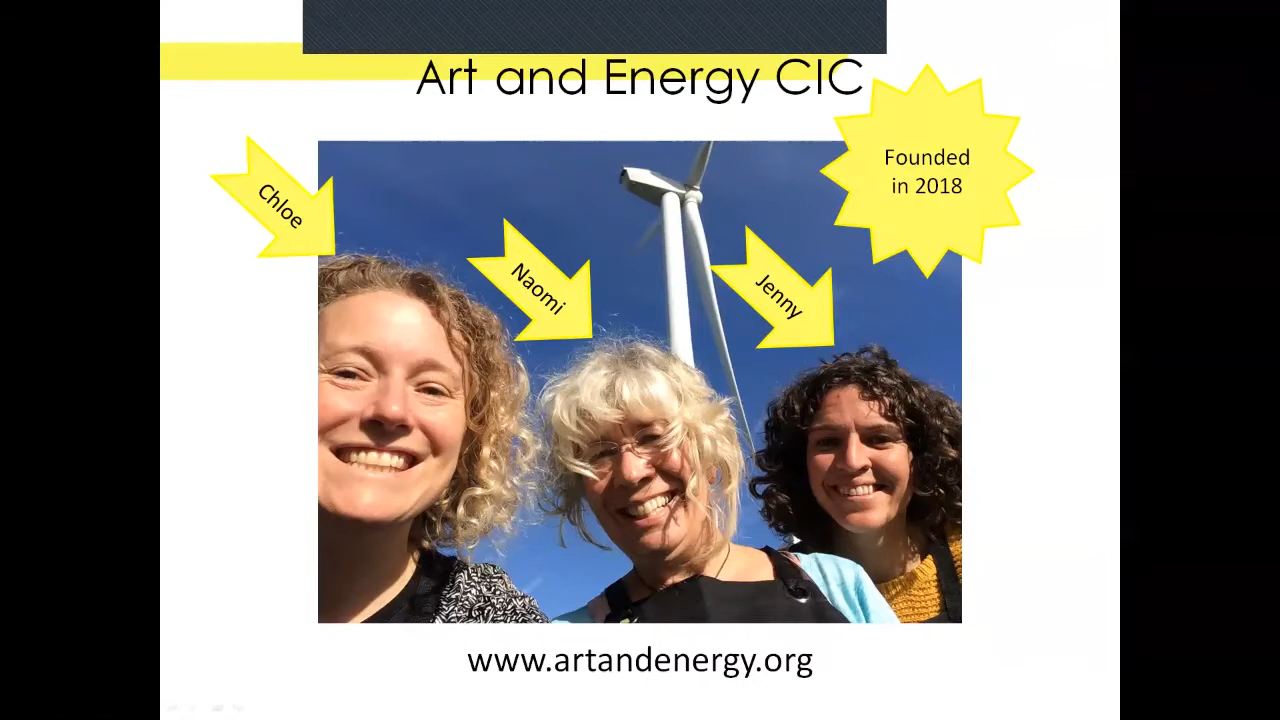 Art and Energy CIC
Founded
in 2018
Chloe
Naomi
Jenny
www.artandenergy.org